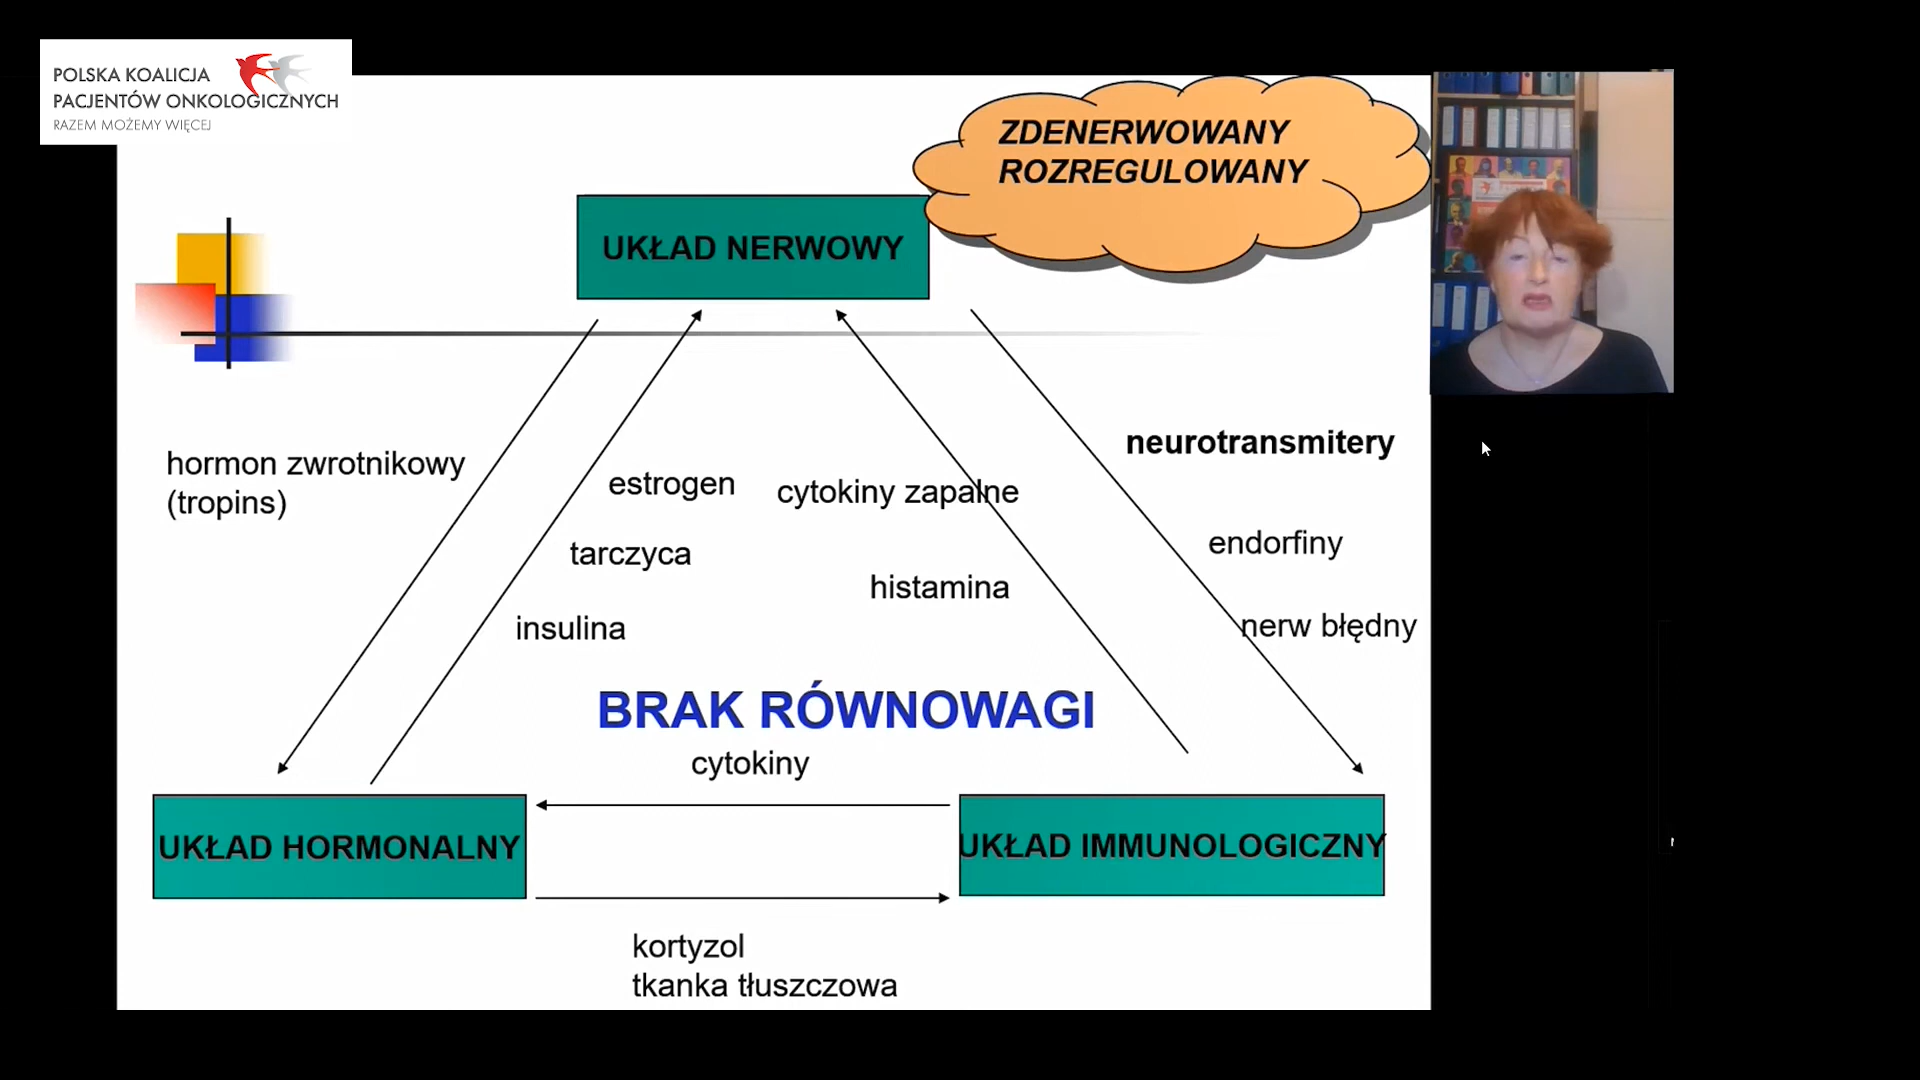 POLSKA KOALICJA
PACJENTÓW ONKOLOGICZNYCH
RAZEM MOŻEMY WIĘCEJ
ZDENERWOWANY
ROZREGULOWANY
UKŁAD NERWOWY
neurotransmitery
hormon zwrotnikowy
(tropins)
estrogen
cytokiny zapalne
endorfiny
tarczyca
histamina
insulina
nerw błędny
BRAK RÓWNOWAGI
cytokiny
UKŁAD HORMONALNY
UKŁAD IMMUNOLOGICZNY
kortyzol
tkanka tłuszczowa